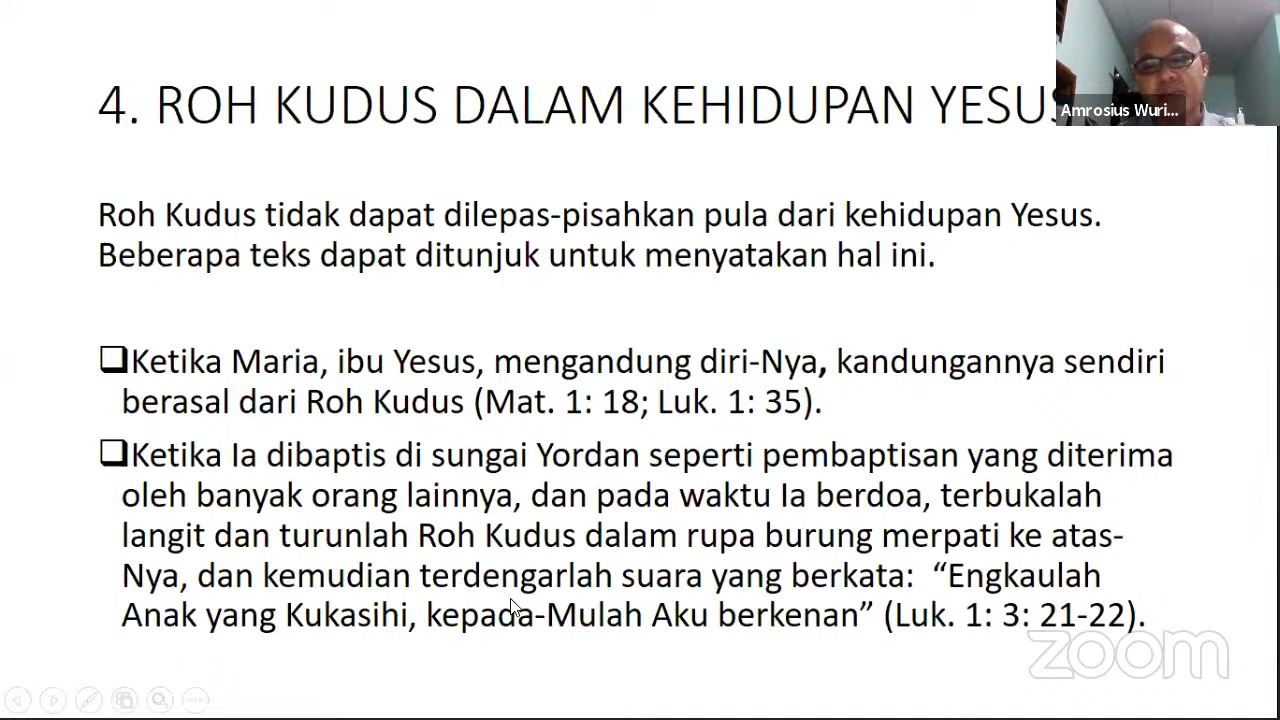 4. ROH KUDUS DALAM KEHIDUPAN YESUS
Amrosius Wuri...
Roh Kudus tidak dapat dilepas-pisahkan pula dari kehidupan Yesus.
Beberapa teks dapat ditunjuk untuk menyatakan hal ini.
❑Ketika Maria, ibu Yesus, mengandung diri-Nya, kandungannya sendiri
berasal dari Roh Kudus (Mat. 1: 18; Luk. 1: 35).
❑Ketika Ia dibaptis di sungai Yordan seperti pembaptisan yang diterima
oleh banyak orang lainnya, dan pada waktu Ia berdoa, terbukalah
langit dan turunlah Roh Kudus dalam rupa burung merpati ke atas-
Nya, dan kemudian terdengarlah suara yang berkata: “Engkaulah
Anak yang Kukasihi, kepada-Mulah Aku berkenan” (Luk. 1: 3: 21-22).
zoom